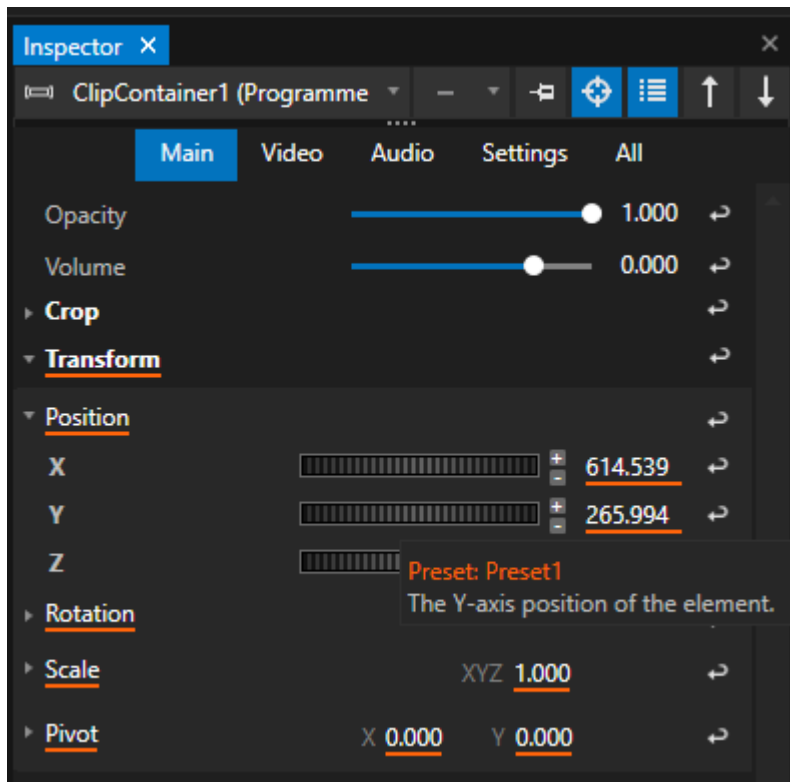 Inspector
ClipContainer1 (Programme
Main Video Audio Settings All
Opacity 1.000
Volume 0.000
Crop
Transform
Position
X 614.539
Y 265.994
Z
Preset: Preset1
The Y-axis position of the element.
Rotation
Scale XYZ 1.000
Pivot X 0.000 Y 0.000